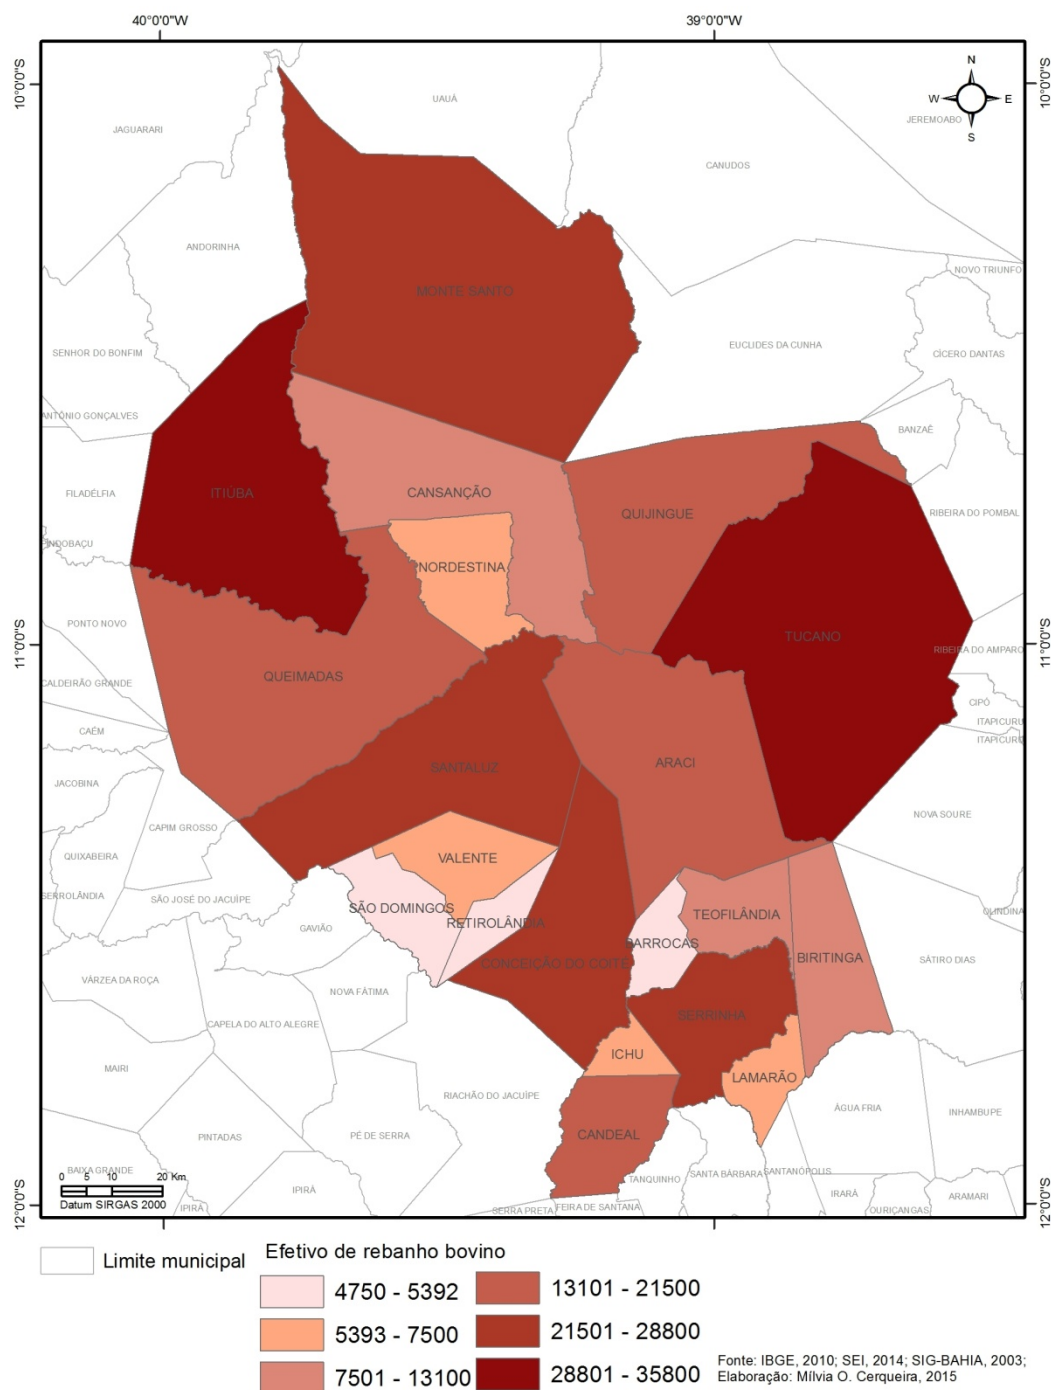 40°0'0"W
39°0'0"W
10°0'0"S
10°0'0"S
N
W
E
S
UAUÁ
JEREMOABO
JAGUARARI
CANUDOS
ANDORINHA
NOVO TRIUNFO
MONTE SANTO
EUCLIDES DA CUNHA
SENHOR DO BONFIM
CÍCERO DANTAS
ANTÔNIO GONÇALVES
BANZAÊ
FILADÉLFIA
ITIÚBA
CANSANÇÃO
QUIJINGUE
RIBEIRA DO POMBAL
PINDOBAÇU
NORDESTINA
PONTO NOVO
TUCANO
11°0'0"S
11°0'0"S
RIBEIRA DO AMPARO
QUEIMADAS
CALDEIRÃO GRANDE
CIPÓ
ITAPICURU
CAÉM
ITAPICURU
SANTALUZ
ARACI
JACOBINA
NOVA SOURE
CAPIM GROSSO
QUIXABEIRA
VALENTE
SERROLÂNDIA
SÃO JOSÉ DO JACUÍPE
SÃO DOMINGOS
TEOFILÂNDIA
OLINDINA
GAVIÃO
RETIROLÂNDIA
BARROCAS
BIRITINGA
SÁTIRO DIAS
CONCEIÇÃO DO COITÉ
VÁRZEA DA ROÇA
NOVA FÁTIMA
SERRINHA
CAPELA DO ALTO ALEGRE
ICHU
MAIRI
LAMARÃO
RIACHÃO DO JACUÍPE
ÁGUA FRIA
INHAMBUPE
PINTADAS
PÉ DE SERRA
CANDEAL
BAIXA GRANDE
TANQUINHO
SANTA BÁRBARA
SANTANÓPOLIS
0 5 10 20 Km
IPIRÁ
IRARÁ
ARAMARI
Datum SIRGAS 2000
IPIRÁ
SERRA PRETA
FEIRA DE SANTANA
OURIÇANGAS
12°0'0"S
12°0'0"S
Limite municipal
Efetivo de rebanho bovino
4750 - 5392
13101 - 21500
5393 - 7500
21501 - 28800
7501 - 13100
28801 - 35800
Fonte: IBGE, 2010; SEI, 2014; SIG-BAHIA, 2003;
Elaboração: Mílvia O. Cerqueira, 2015